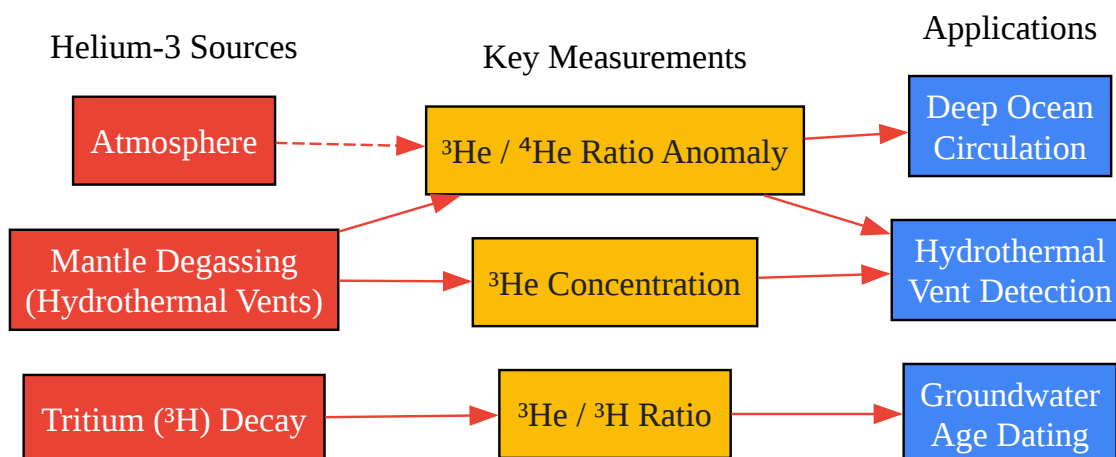 Helium-3 Sources
Key Measurements
Applications
Atmosphere
³He / ⁴He Ratio Anomaly
Deep Ocean
Circulation
Mantle Degassing
(Hydrothermal Vents)
³He Concentration
Hydrothermal
Vent Detection
Tritium (³H) Decay
³He / ³H Ratio
Groundwater
Age Dating